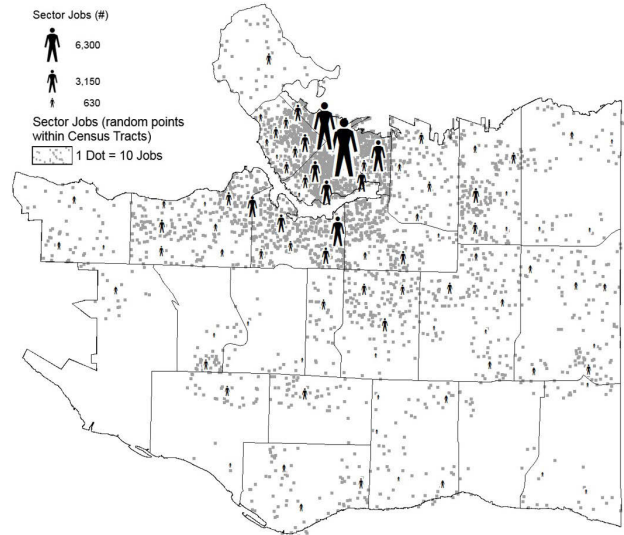 Sector Jobs (#)
6,300
3,150
630
Sector Jobs (random points
within Census Tracts)
1 Dot = 10 Jobs